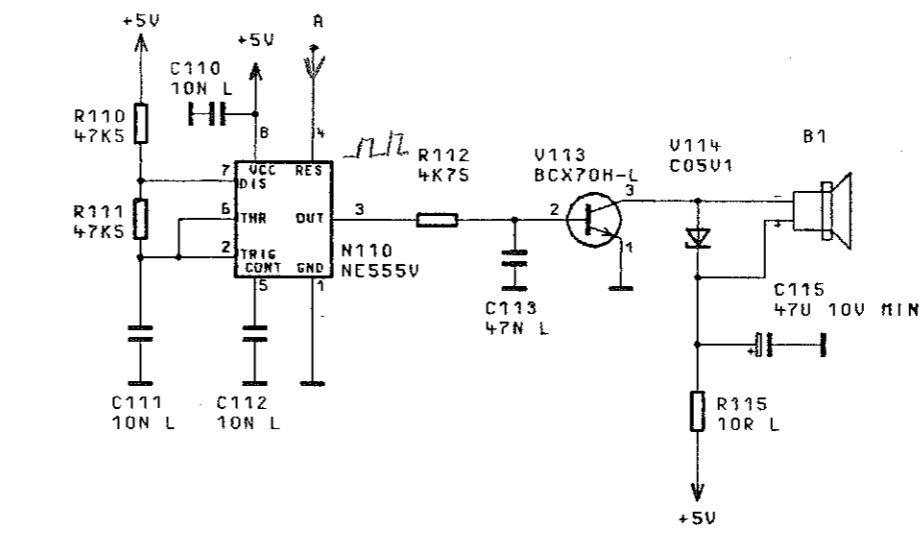 +5V
A
+5V
C110
10N L
R110
47K5
8
4
7
VCC RES
DIS
R112
4K75
V113
BCX70H-L
V114
C05V1
B1
R111
47K5
6
THR
OUT
3
2
3
-
+
2
TRIG
CONT GND
N110
NE555V
1
5
1
C113
47N L
C115
47U 10V MIN
+
C111
10N L
C112
10N L
R115
10R L
+5V